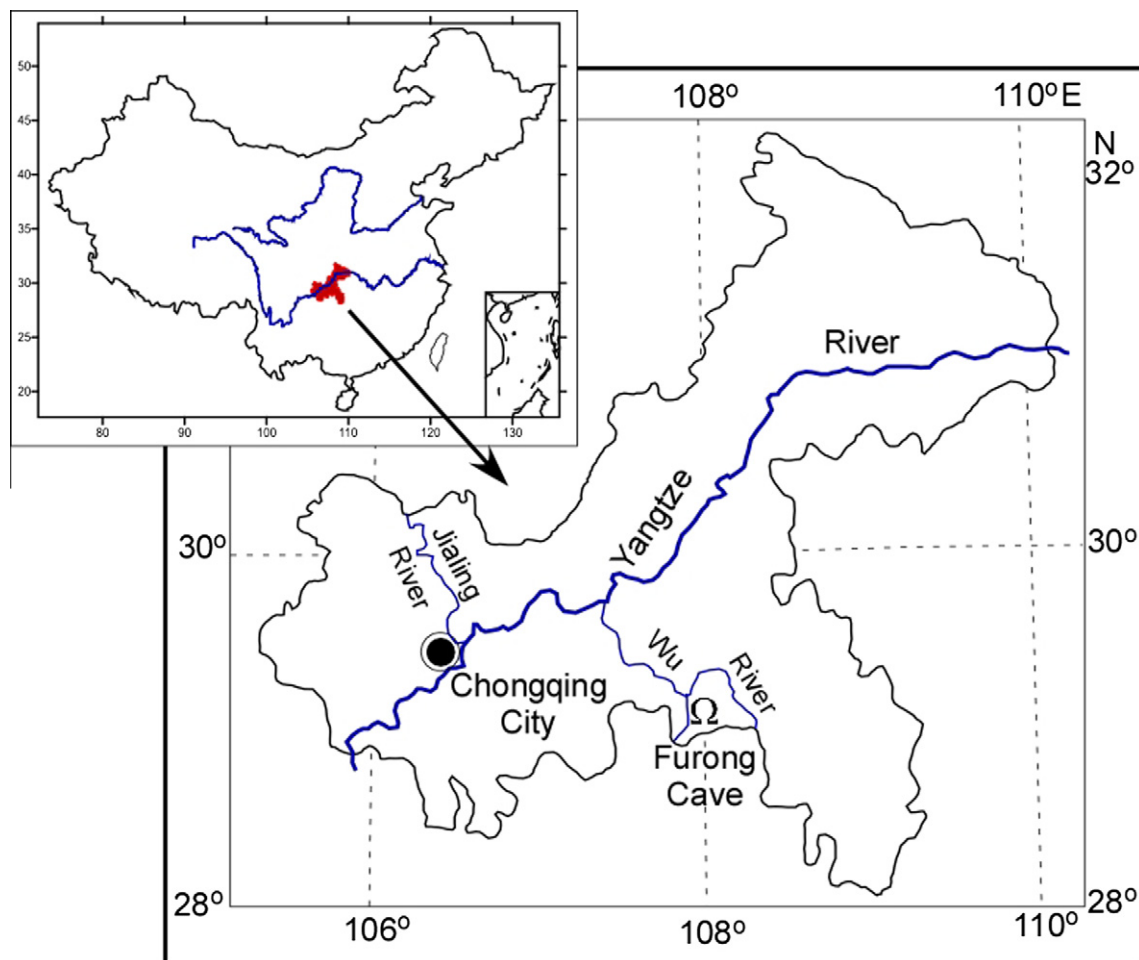 50
45
40
35
30
25
20
80
90
100
110
120
130
108°
110°E
N
32°
River
Yangtze
Jialing
River
30°
30°
Wu
River
Chongqing
City
Ω
Furong
Cave
28°
28°
106°
108°
110°